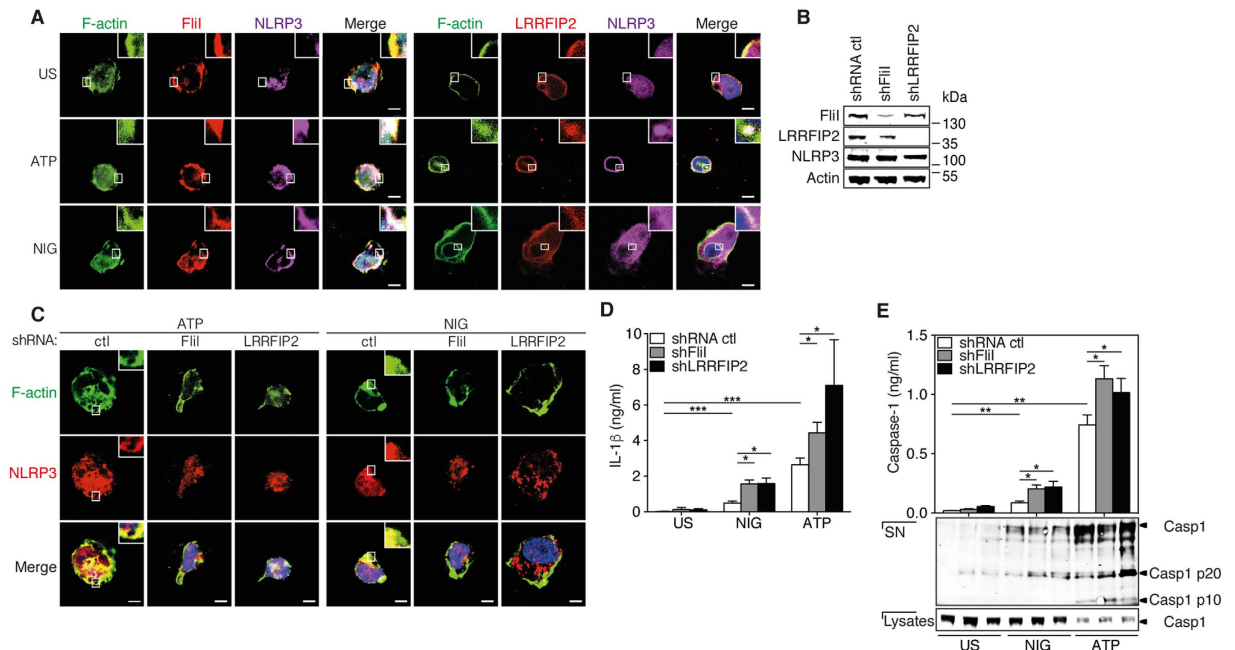 A
F-actin FliI NLRP3 Merge F-actin LRRFIP2 NLRP3 Merge
US
ATP
NIG
B
shRNA ctl
shFliI
shLRRFIP2
kDa
FliI
130
LRRFIP2
35
NLRP3
100
Actin
55
C
ATP NIG
shRNA: ctl FliI LRRFIP2 ctl FliI LRRFIP2
F-actin
NLRP3
Merge
D
shRNA ctl
shFliI
shLRRFIP2
IL-1β (ng/ml)
10
8
6
4
2
0
*** ***
* *
* *
US NIG ATP
E
shRNA ctl
shFliI
shLRRFIP2
Caspase-1 (ng/ml)
1.5
1.0
0.5
0.0
** **
* *
* *
SN
Casp1
Casp1 p20
Casp1 p10
Lysates Casp1
US NIG ATP